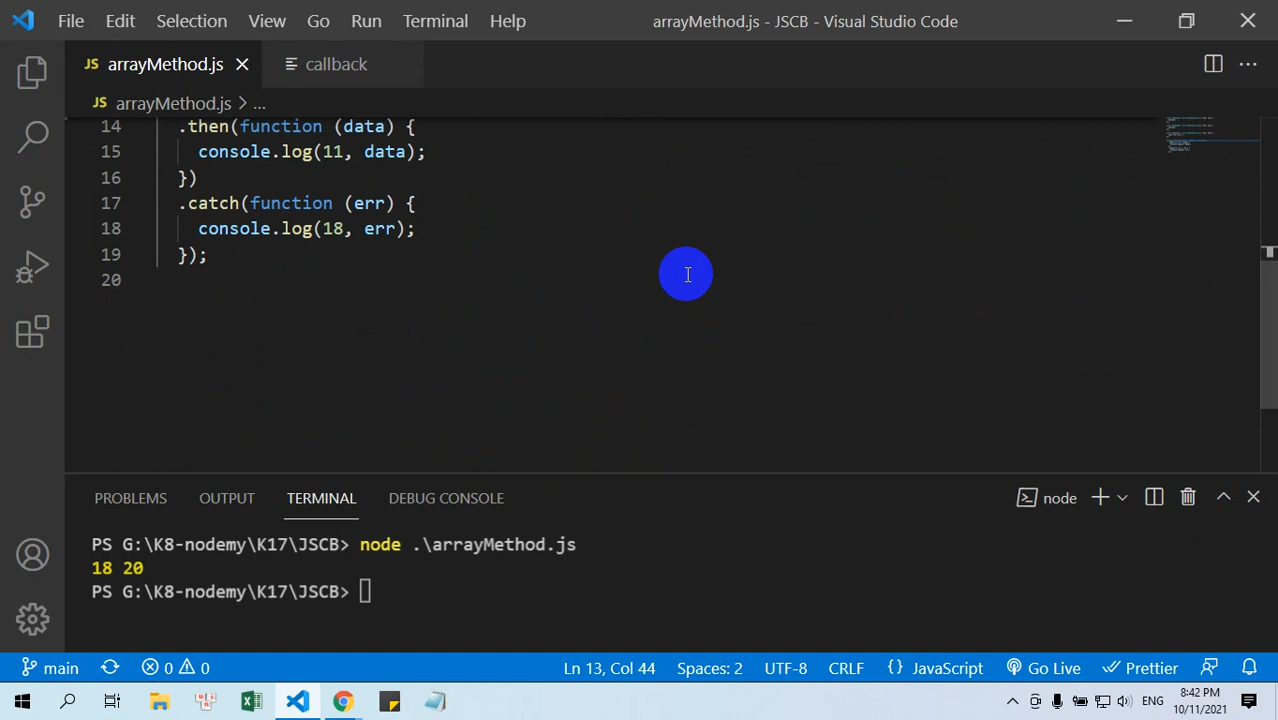 File Edit Selection View Go Run Terminal Help arrayMethod.js - JSCB - Visual Studio Code
JS arrayMethod.js callback
JS arrayMethod.js > ...
14 .then(function (data) {
15 console.log(11, data);
16 })
17 .catch(function (err) {
18 console.log(18, err);
19 });
20
PROBLEMS OUTPUT TERMINAL DEBUG CONSOLE node
PS G:\K8-nodemy\K17\JSCB> node .\arrayMethod.js
18 20
PS G:\K8-nodemy\K17\JSCB>
main 0 0 Ln 13, Col 44 Spaces: 2 UTF-8 CRLF {} JavaScript Go Live Prettier
ENG 8:42 PM
10/11/2021